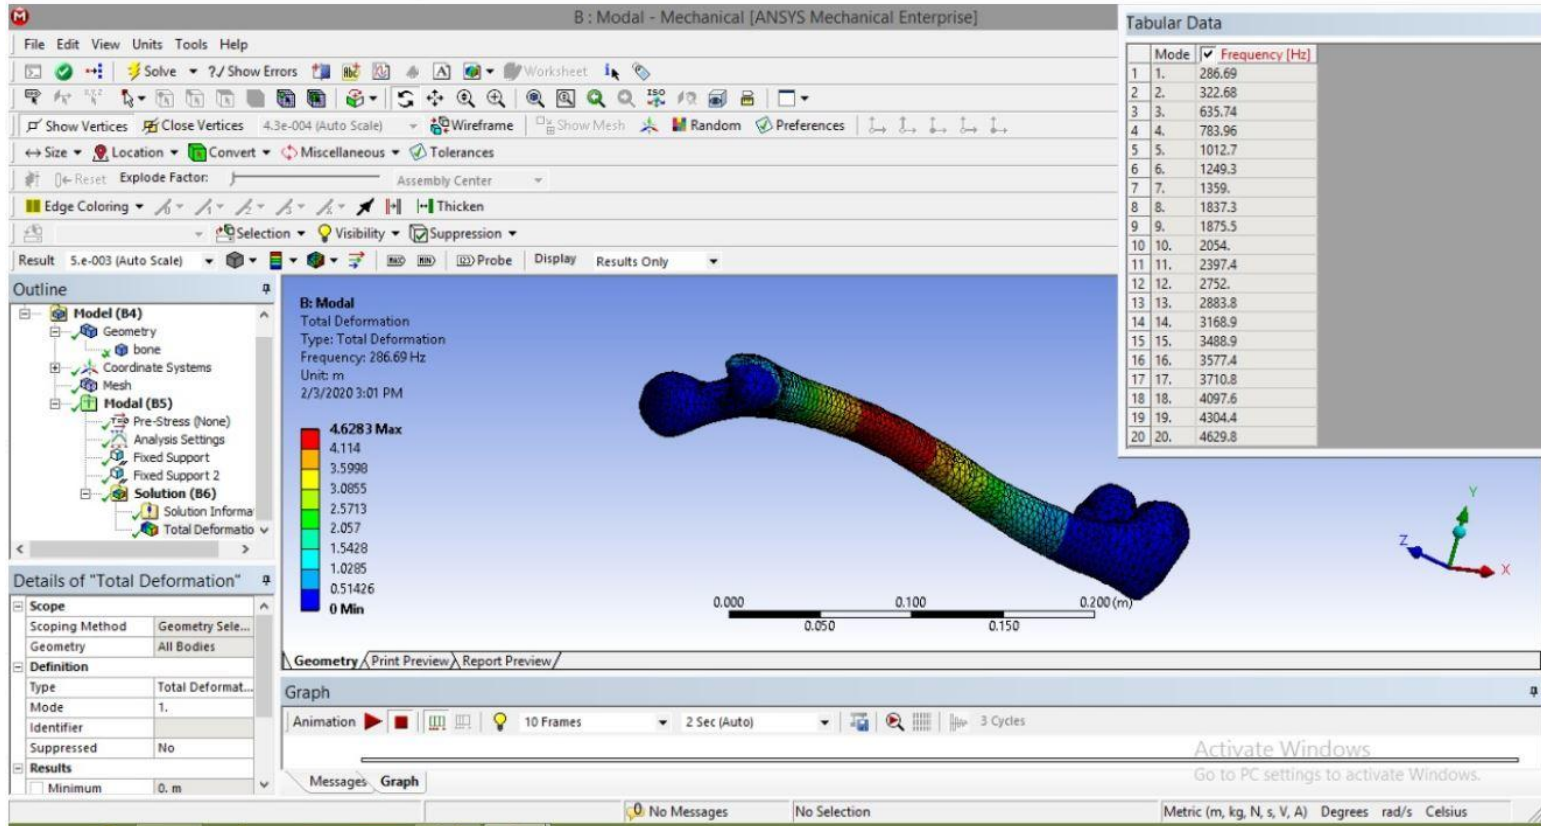 B : Modal - Mechanical [ANSYS Mechanical Enterprise]
File Edit View Units Tools Help
Solve ?/ Show Errors Worksheet
Show Vertices Close Vertices 4.3e-004 (Auto Scale) Wireframe Show Mesh Random Preferences
Size Location Convert Miscellaneous Tolerances
Reset Explode Factor: Assembly Center
Edge Coloring Thicken
Selection Visibility Suppression
Result 5.e-003 (Auto Scale) Probe Display Results Only
Tabular Data
Mode Frequency [Hz]
1 1. 286.69
2 2. 322.68
3 3. 635.74
4 4. 783.96
5 5. 1012.7
6 6. 1249.3
7 7. 1359.
8 8. 1837.3
9 9. 1875.5
10 10. 2054.
11 11. 2397.4
12 12. 2752.
13 13. 2883.8
14 14. 3168.9
15 15. 3488.9
16 16. 3577.4
17 17. 3710.8
18 18. 4097.6
19 19. 4304.4
20 20. 4629.8
Outline
Model (B4)
Geometry
bone
Coordinate Systems
Mesh
Modal (B5)
Pre-Stress (None)
Analysis Settings
Fixed Support
Fixed Support 2
Solution (B6)
Solution Informa
Total Deformatio
B: Modal
Total Deformation
Type: Total Deformation
Frequency: 286.69 Hz
Unit: m
2/3/2020 3:01 PM
4.6283 Max
4.114
3.5998
3.0855
2.5713
2.057
1.5428
1.0285
0.51426
0 Min
0.000 0.100 0.200 (m)
0.050 0.150
Y
Z
X
Details of "Total Deformation"
Scope
Scoping Method Geometry Sele...
Geometry All Bodies
Definition
Type Total Deformat...
Mode 1.
Identifier
Suppressed No
Results
Minimum 0. m
Geometry Print Preview Report Preview
Graph
Animation 10 Frames 2 Sec (Auto) 3 Cycles
Messages Graph
Activate Windows
Go to PC settings to activate Windows.
No Messages No Selection Metric (m, kg, N, s, V, A) Degrees rad/s Celsius